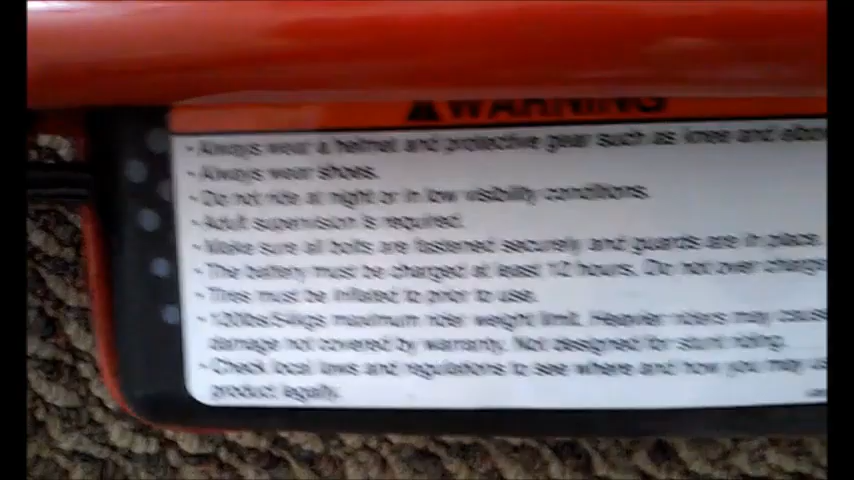 WARNING
• Always wear a helmet and protective gear such as knee and elbow
• Always wear shoes.
• Do not ride at night or in low visibility conditions.
• Adult supervision is required.
• Make sure all bolts are fastened securely and guards are in place.
• The battery must be charged at least 12 hours. Do not over charge
• Tires must be inflated to prior to use.
• 120lbs/54kgs maximum rider weight limit. Heavier riders may cause
damage not covered by warranty. Not designed for stunt riding.
• Check local laws and regulations to see where and how you may
product legally.